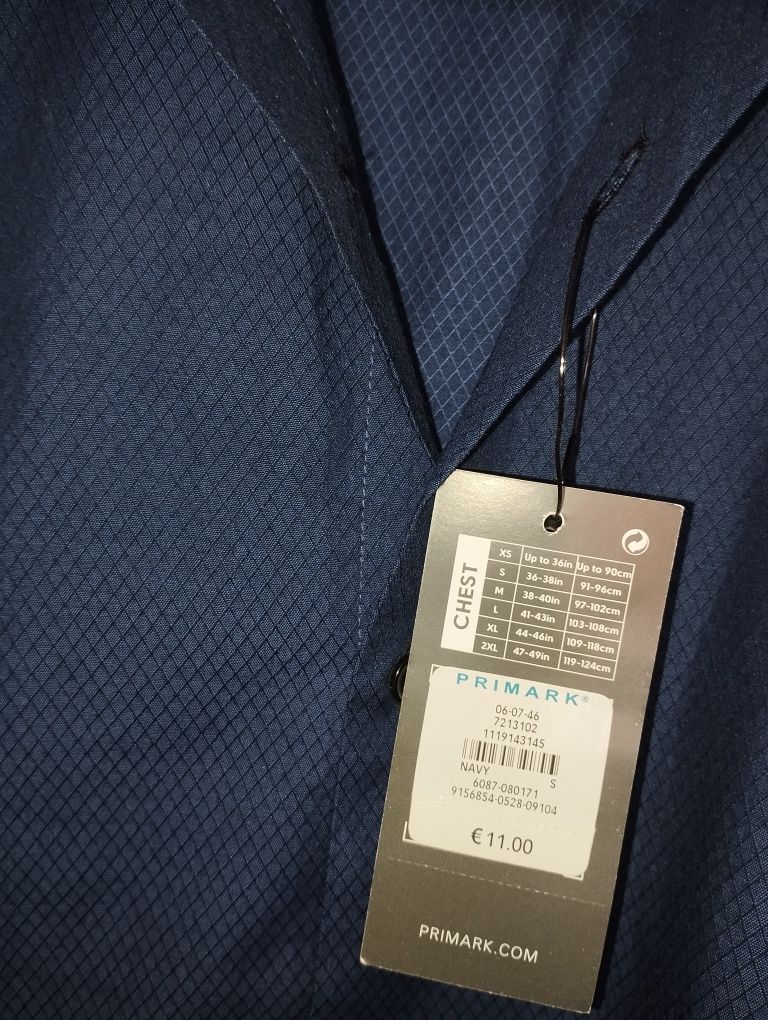 CHEST
XS Up to 36in Up to 90cm
S 36-38in 91-96cm
M 38-40in 97-102cm
L 41-43in 103-108cm
XL 44-46in 109-118cm
2XL 47-49in 119-124cm
PRIMARK®
06-07-46
7213102
1119143145
NAVY S
6087-080171
9156854-0528-09104
€11.00
PRIMARK.COM